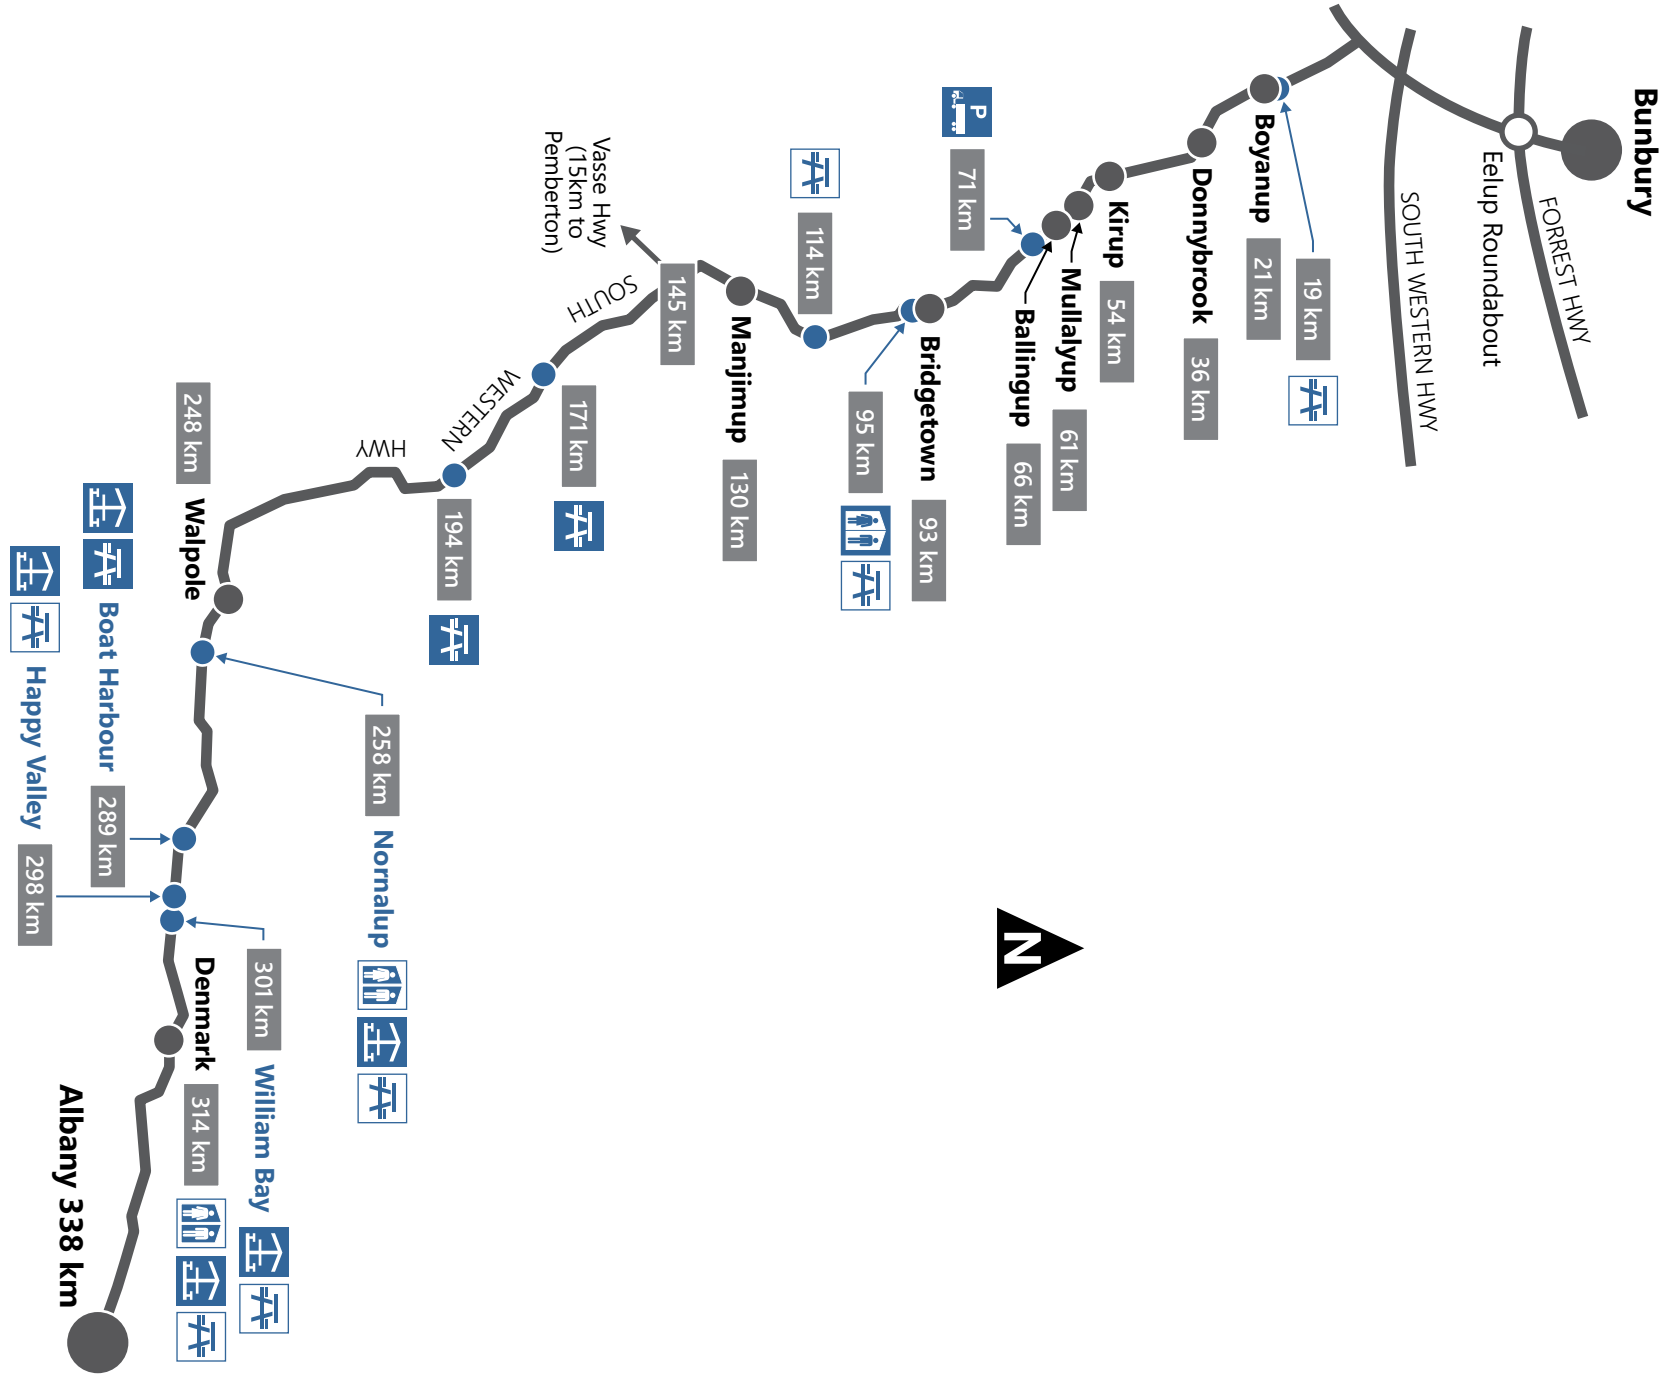 Bunbury
FORREST HWY
Eelup Roundabout
SOUTH WESTERN HWY
19 km
Boyanup
21 km
Donnybrook
36 km
Kirup
54 km
Mullalyup
61 km
Ballingup
66 km
P
71 km
Bridgetown
93 km
95 km
114 km
Manjimup
130 km
145 km
Vasse Hwy
(15km to
Pemberton)
SOUTH
WESTERN
HWY
171 km
194 km
248 km
Walpole
258 km
Nornalup
Boat Harbour
289 km
Happy Valley
298 km
301 km
William Bay
Denmark
314 km
Albany 338 km
N